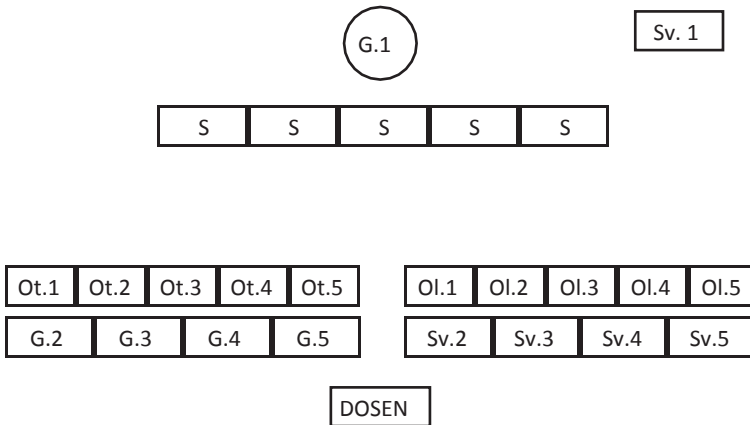 G.1 Sv. 1
S S S S S
Ot.1 Ot.2 Ot.3 Ot.4 Ot.5 Ol.1 Ol.2 Ol.3 Ol.4 Ol.5
G.2 G.3 G.4 G.5 Sv.2 Sv.3 Sv.4 Sv.5
DOSEN